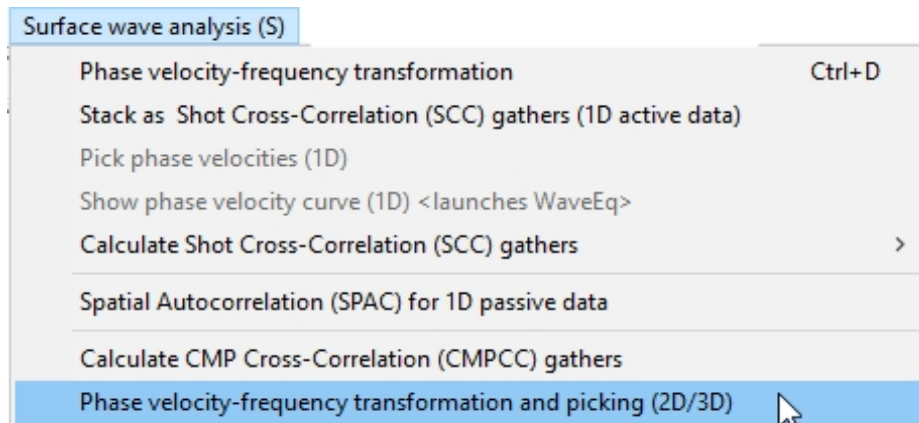 Surface wave analysis (S)
Phase velocity-frequency transformation Ctrl+D
Stack as  Shot Cross-Correlation (SCC) gathers (1D active data)
Pick phase velocities (1D)
Show phase velocity curve (1D) <launches WaveEq>
Calculate Shot Cross-Correlation (SCC) gathers >
Spatial Autocorrelation (SPAC) for 1D passive data
Calculate CMP Cross-Correlation (CMPCC) gathers
Phase velocity-frequency transformation and picking (2D/3D)